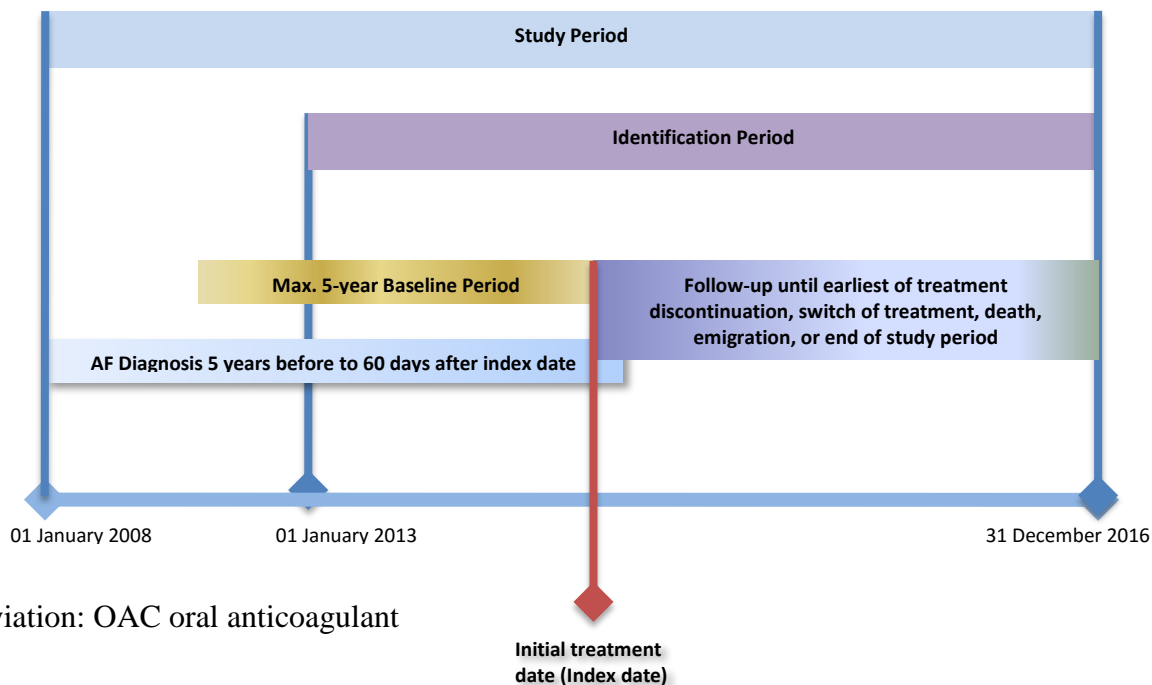 Study Period
Identification Period
Max. 5-year Baseline Period
Follow-up until earliest of treatment
discontinuation, switch of treatment, death,
emigration, or end of study period
AF Diagnosis 5 years before to 60 days after index date
01 January 2008
01 January 2013
31 December 2016
viation: OAC oral anticoagulant
Initial treatment
date (Index date)